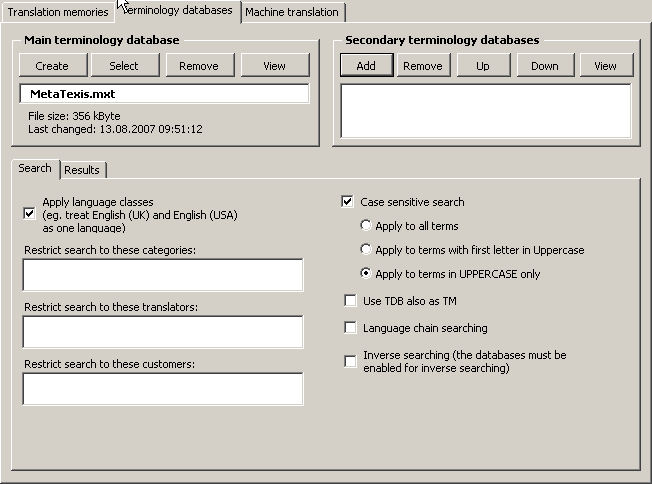 Translation memories
Terminology databases
Machine translation
Main terminology database
Create
Select
Remove
View
MetaTexis.mxt
File size: 356 kByte
Last changed: 13.08.2007 09:51:12
Secondary terminology databases
Add
Remove
Up
Down
View
Search
Results
Apply language classes
(eg. treat English (UK) and English (USA)
as one language)
Restrict search to these categories:
Restrict search to these translators:
Restrict search to these customers:
Case sensitive search
Apply to all terms
Apply to terms with first letter in Uppercase
Apply to terms in UPPERCASE only
Use TDB also as TM
Language chain searching
Inverse searching (the databases must be
enabled for inverse searching)